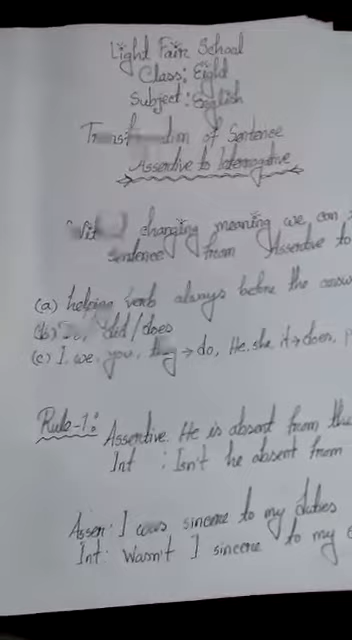 Light Fair School
Class: Eight
Subject: English
of Sentence
Assertive to Interrogative
changing meaning we can
sentence from Assertive to
(a) helping verb always before the
did/does
(c) I, we, you, they → do, He, she it → does,
Rule-1:
Assertive: He is absent from the
Int : Isn't he absent from
Asser: I was sincere to my duties
Int: Wasn't I sincere to my